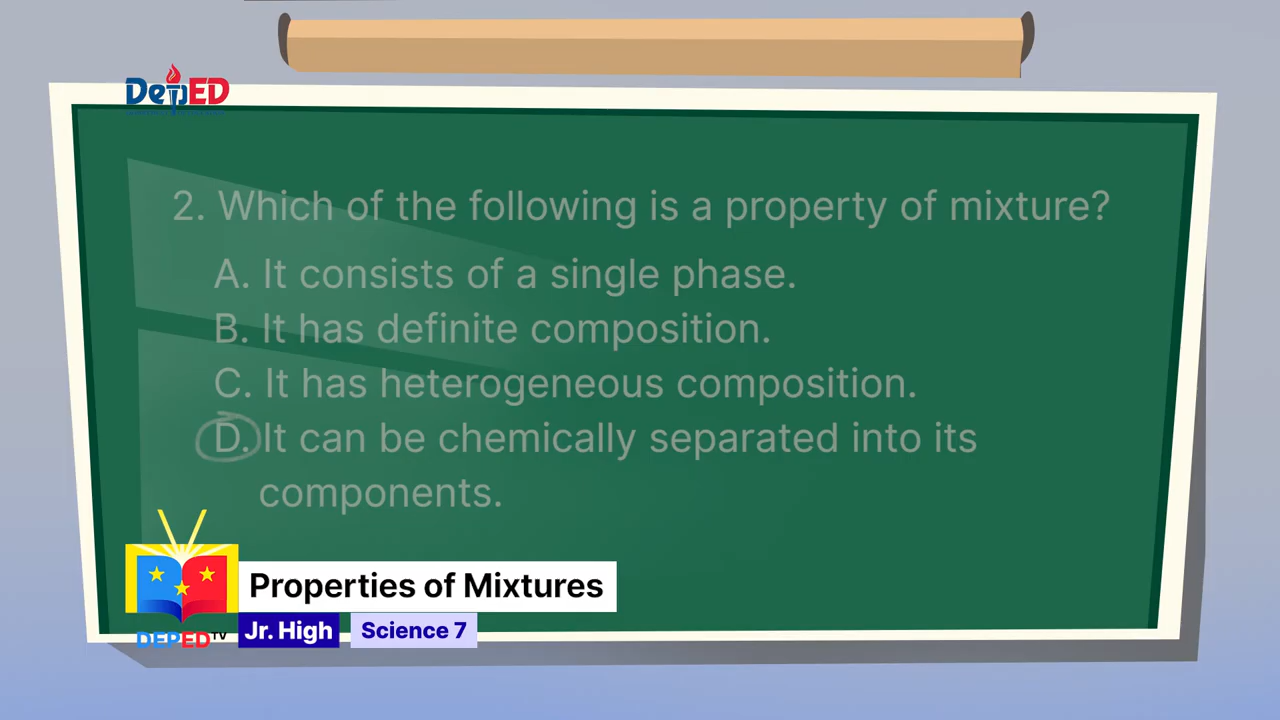 DepED
2. Which of the following is a property of mixture?
A. It consists of a single phase.
B. It has definite composition.
C. It has heterogeneous composition.
D. It can be chemically separated into its
components.
Properties of Mixtures
DEPED TV
Jr. High
Science 7